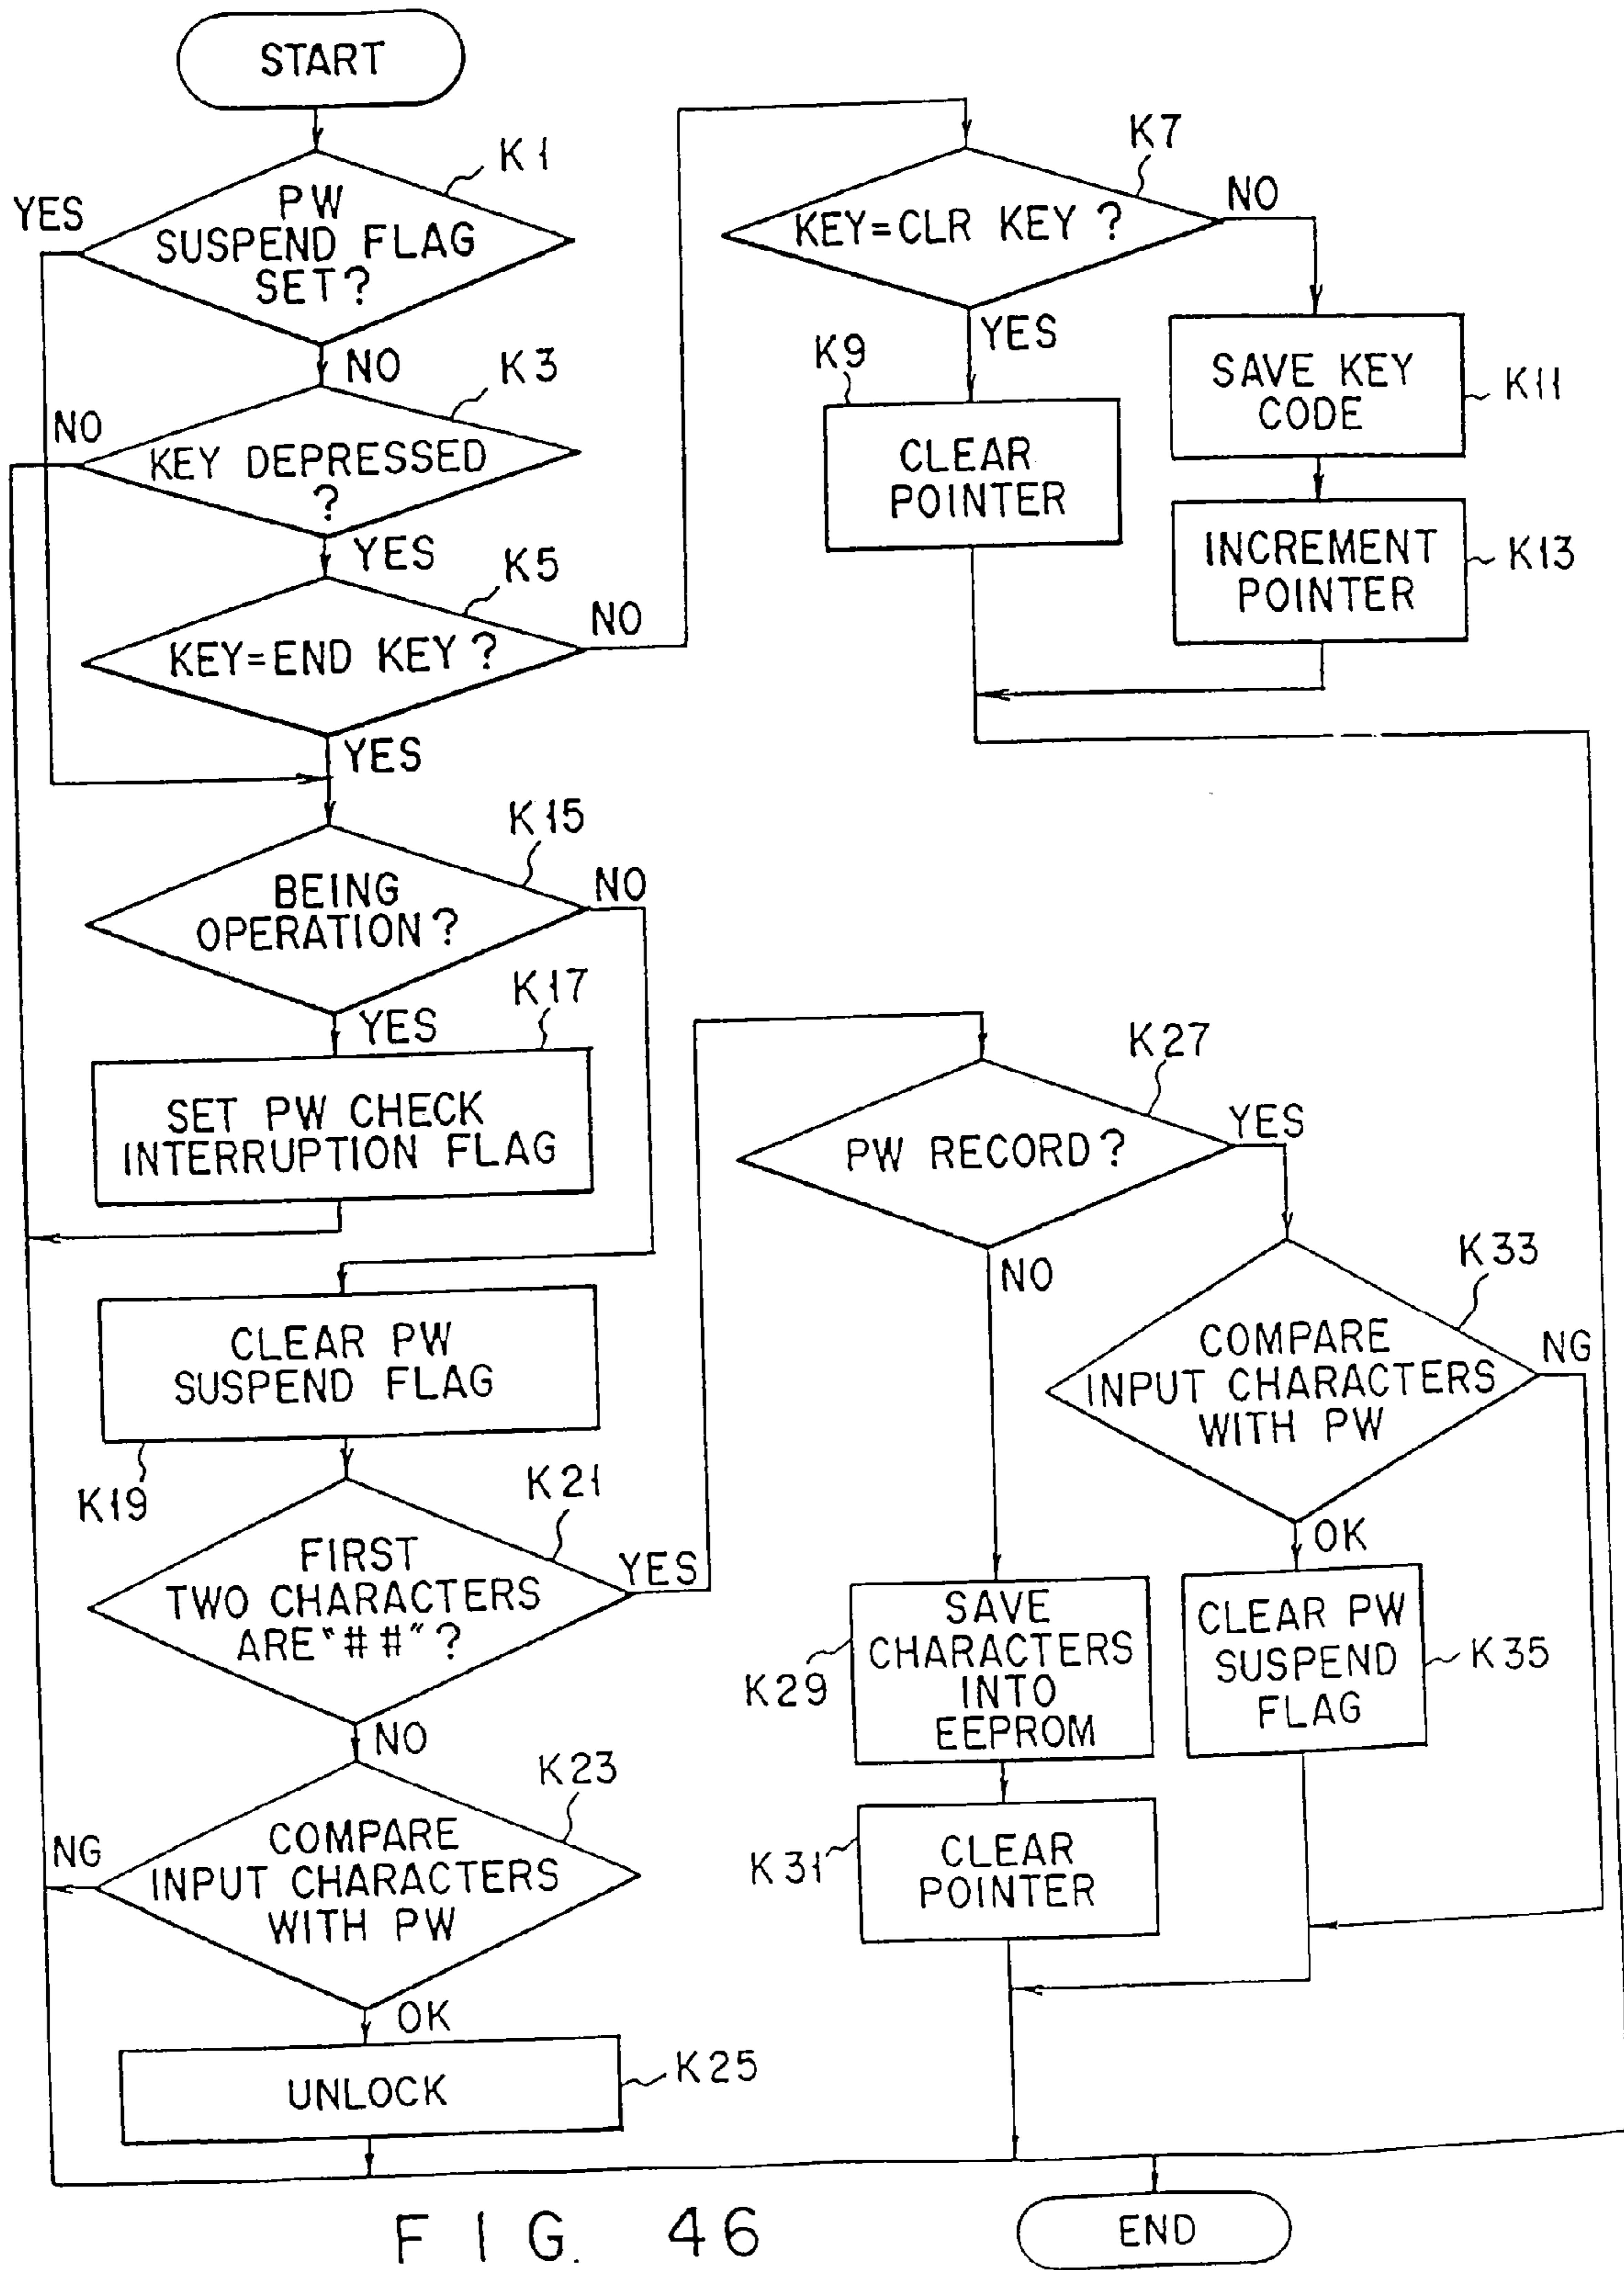 START
K1
YES
PW
SUSPEND FLAG
SET?
NO
K3
NO
KEY DEPRESSED
?
YES
K5
KEY=END KEY?
NO
YES
K7
KEY=CLR KEY?
NO
YES
K9
CLEAR
POINTER
SAVE KEY
CODE
K11
INCREMENT
POINTER
K13
K15
BEING
OPERATION?
NO
YES
K17
SET PW CHECK
INTERRUPTION FLAG
CLEAR PW
SUSPEND FLAG
K19
K21
FIRST
TWO CHARACTERS
ARE "##"?
YES
NO
K23
COMPARE
INPUT CHARACTERS
WITH PW
NG
OK
UNLOCK
K25
K27
PW RECORD?
YES
NO
K33
COMPARE
INPUT CHARACTERS
WITH PW
NG
OK
SAVE
CHARACTERS
INTO
EEPROM
K29
CLEAR PW
SUSPEND
FLAG
K35
K31
CLEAR
POINTER
END
FIG. 46